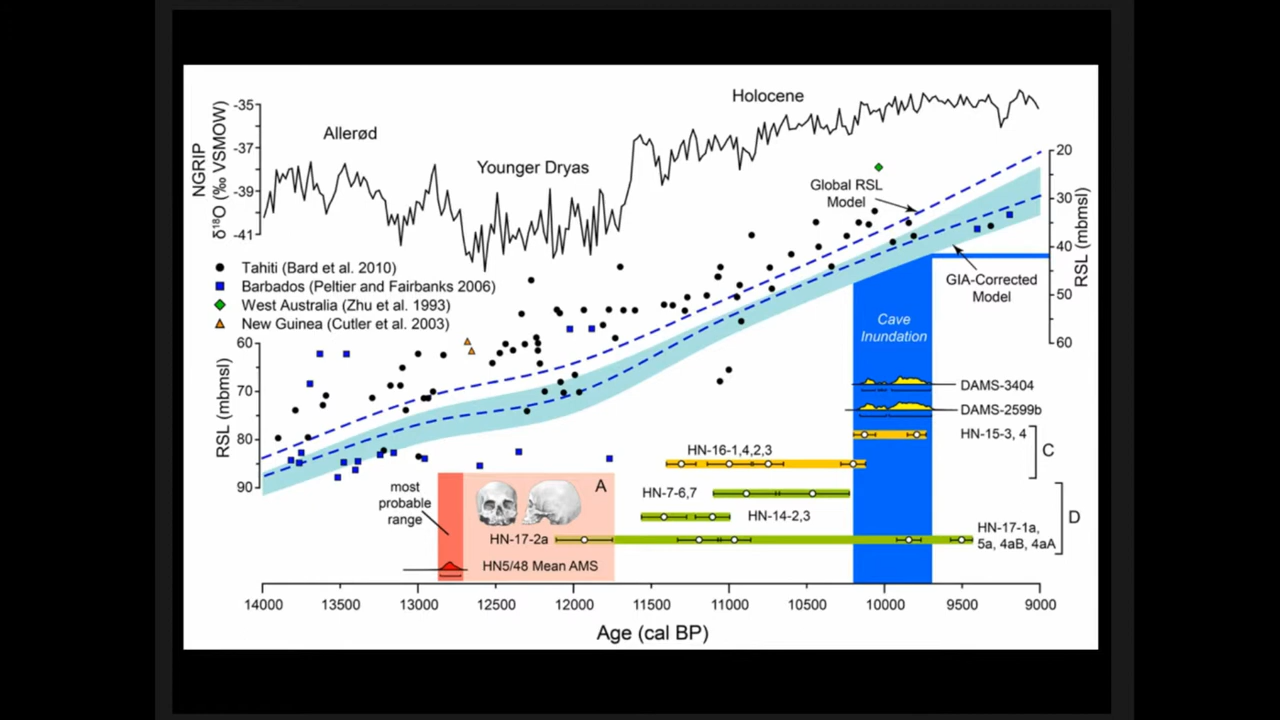 Holocene
Allerød
Younger Dryas
NGRIP
δ¹⁸O (‰ VSMOW)
-35
-37
-39
-41
Global RSL
Model
20
30
40
50
60
RSL (mbmsl)
GIA-Corrected
Model
Tahiti (Bard et al. 2010)
Barbados (Peltier and Fairbanks 2006)
West Australia (Zhu et al. 1993)
New Guinea (Cutler et al. 2003)
Cave
Inundation
60
70
80
90
RSL (mbmsl)
DAMS-3404
DAMS-2599b
HN-15-3, 4
C
HN-16-1,4,2,3
most
probable
range
A
HN-7-6,7
HN-14-2,3
D
HN-17-2a
HN-17-1a,
5a, 4aB, 4aA
HN5/48 Mean AMS
14000 13500 13000 12500 12000 11500 11000 10500 10000 9500 9000
Age (cal BP)